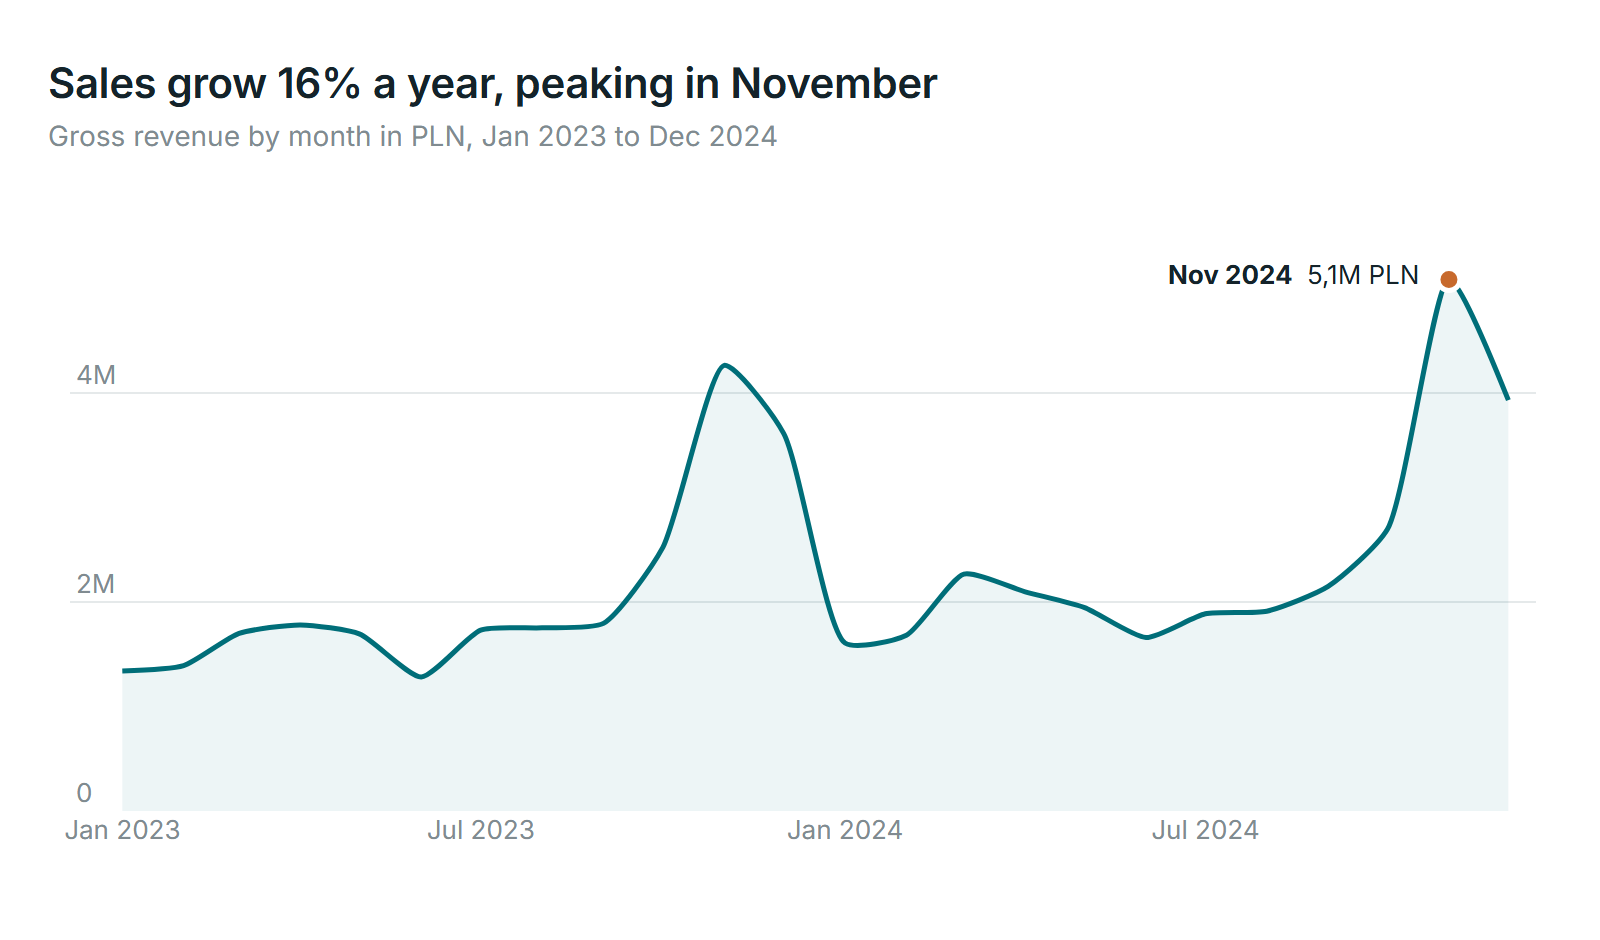 Sales grow 16% a year, peaking in November
Gross revenue by month in PLN, Jan 2023 to Dec 2024
Nov 2024 5,1M PLN
4M
2M
0
Jan 2023 Jul 2023 Jan 2024 Jul 2024